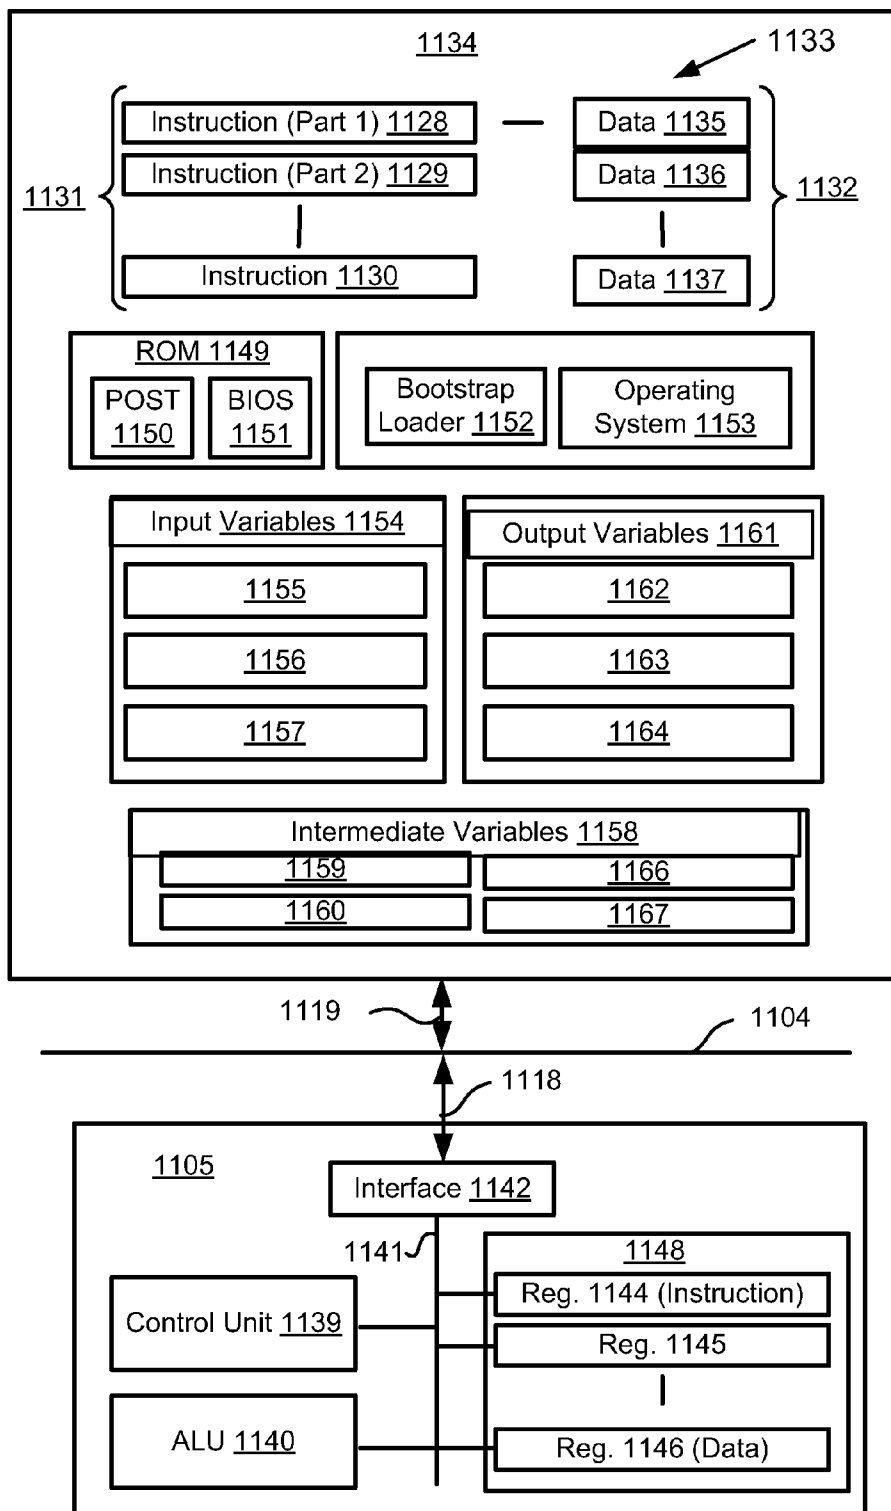 1134
1133
Instruction (Part 1) 1128
Data 1135
Instruction (Part 2) 1129
Data 1136
1131
1132
Instruction 1130
Data 1137
ROM 1149
POST
1150
BIOS
1151
Bootstrap
Loader 1152
Operating
System 1153
Input Variables 1154
1155
1156
1157
Output Variables 1161
1162
1163
1164
Intermediate Variables 1158
1159
1166
1160
1167
1119
1104
1118
1105
Interface 1142
1141
1148
Reg. 1144 (Instruction)
Control Unit 1139
Reg. 1145
ALU 1140
Reg. 1146 (Data)